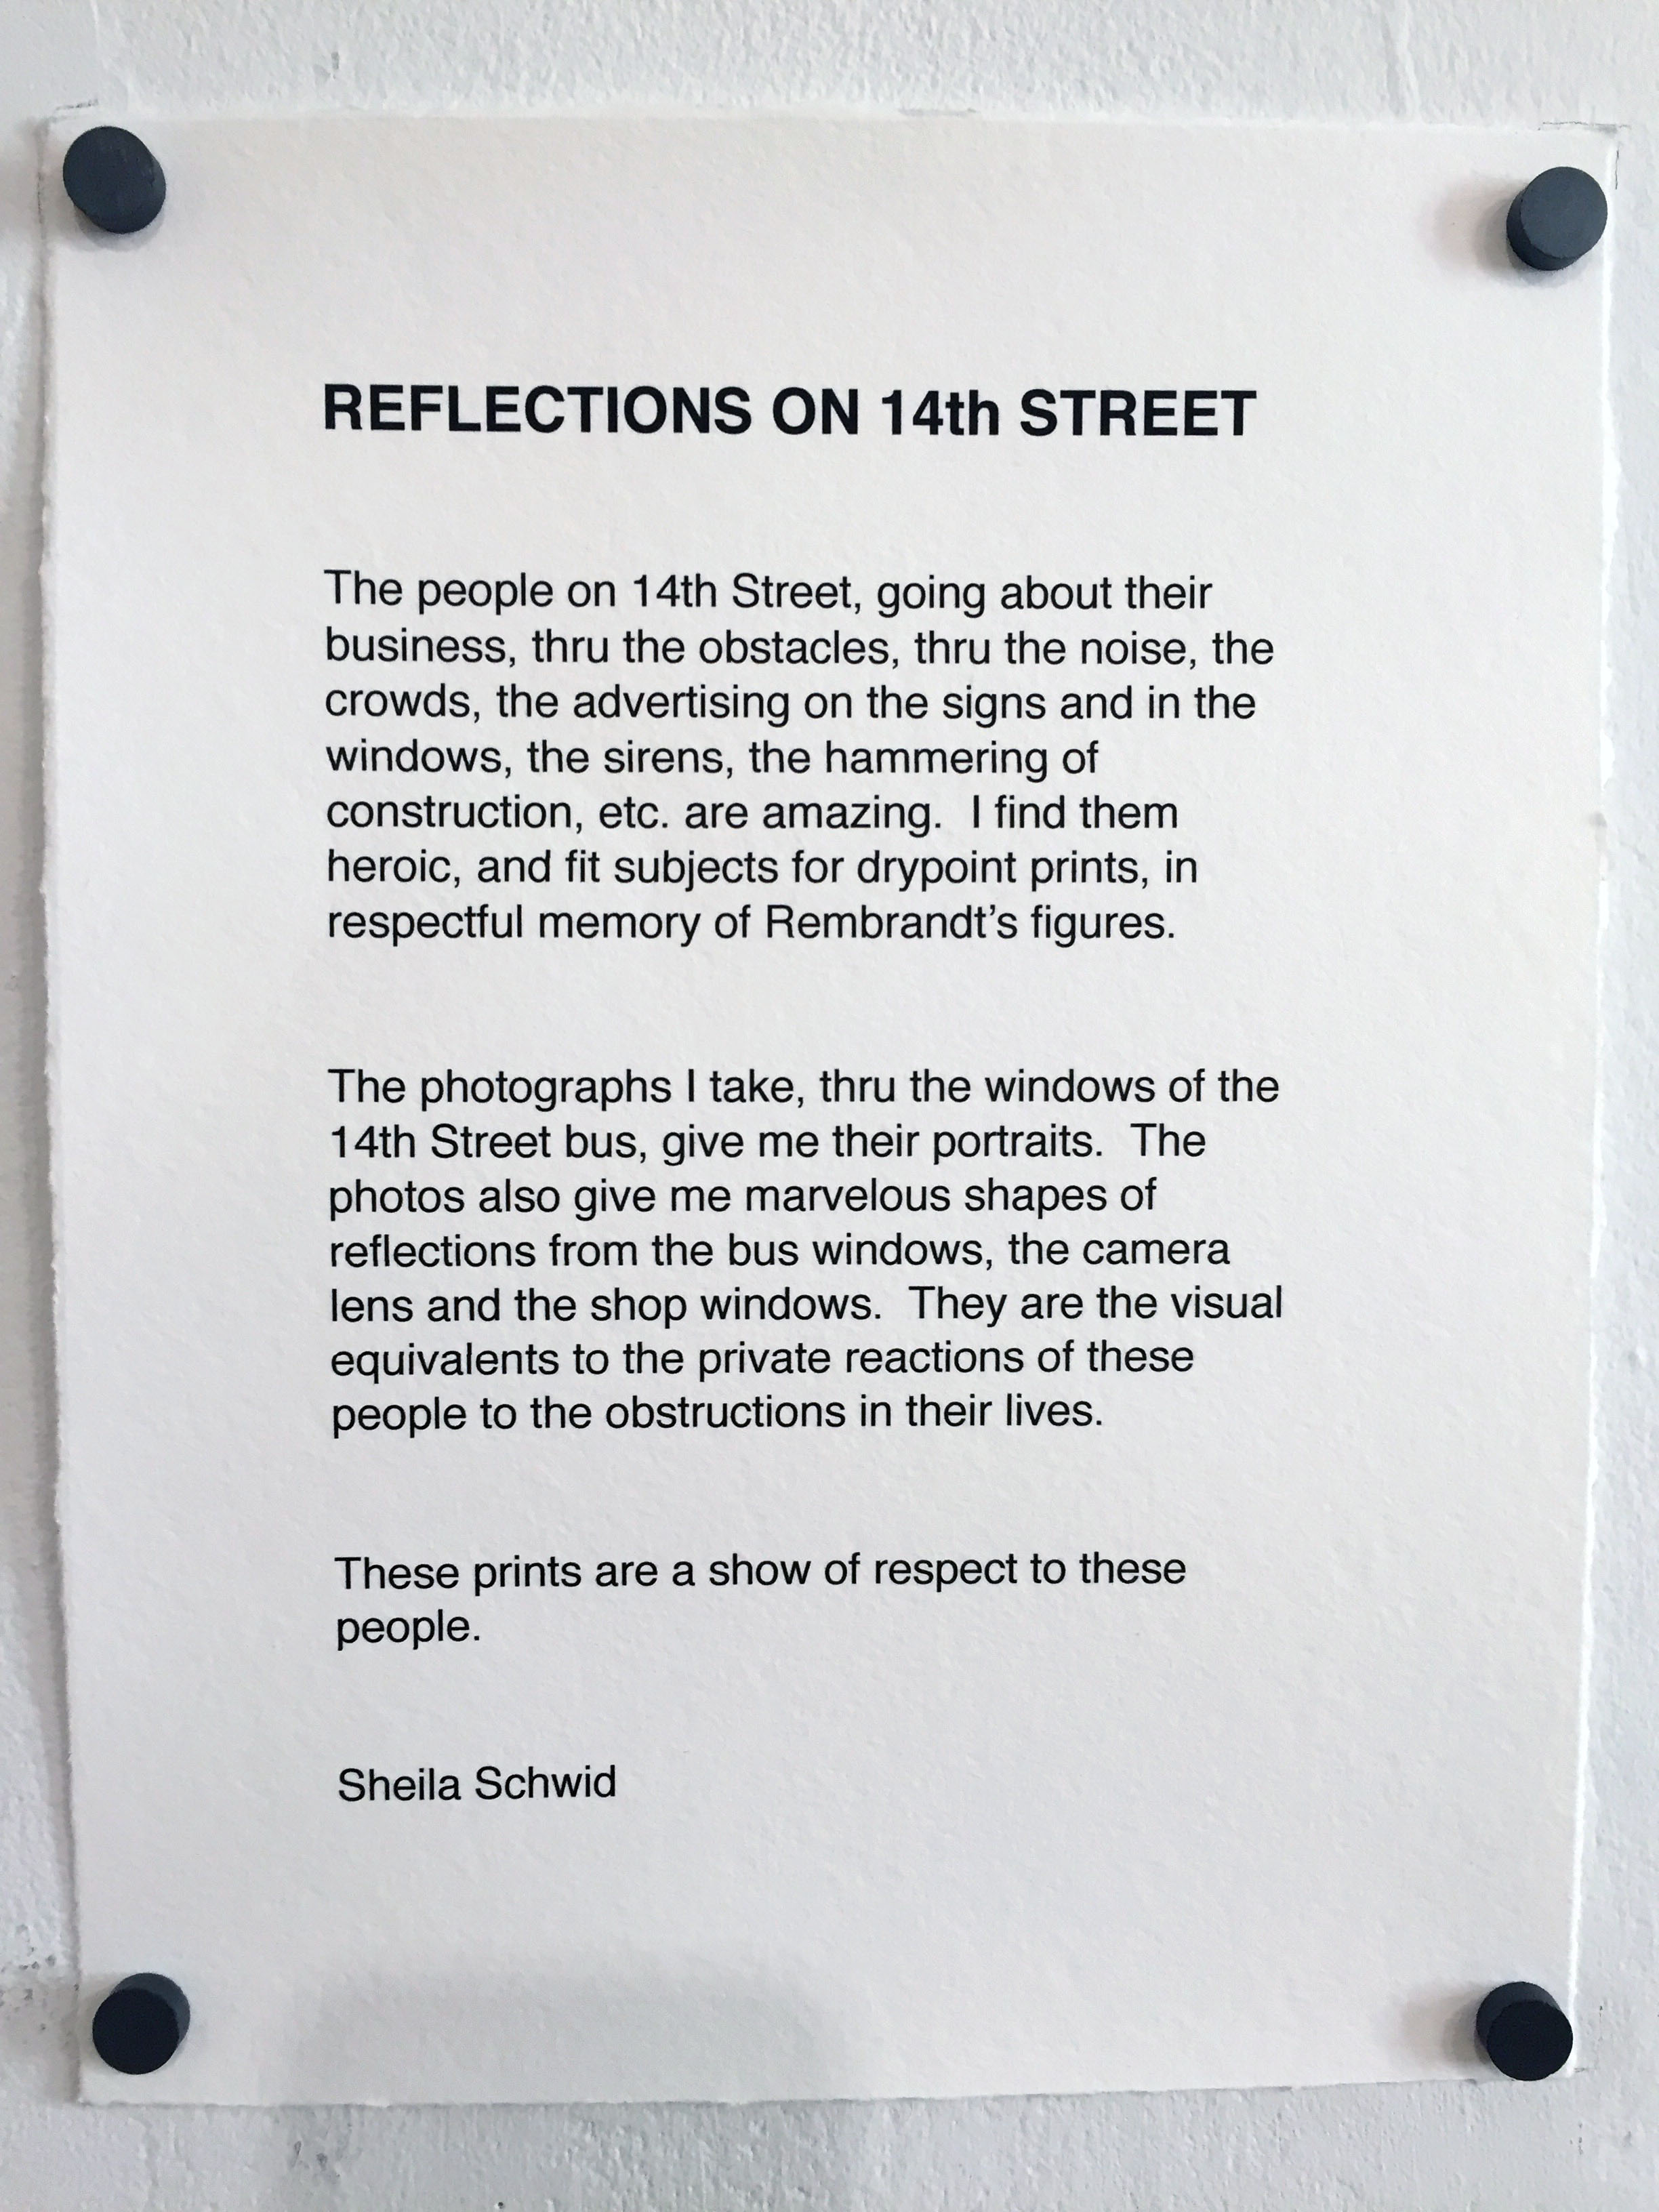 REFLECTIONS ON 14th STREET
The people on 14th Street, going about their
business, thru the obstacles, thru the noise, the
crowds, the advertising on the signs and in the
windows, the sirens, the hammering of
construction, etc. are amazing.  I find them
heroic, and fit subjects for drypoint prints, in
respectful memory of Rembrandt’s figures.
The photographs I take, thru the windows of the
14th Street bus, give me their portraits.  The
photos also give me marvelous shapes of
reflections from the bus windows, the camera
lens and the shop windows.  They are the visual
equivalents to the private reactions of these
people to the obstructions in their lives.
These prints are a show of respect to these
people.
Sheila Schwid